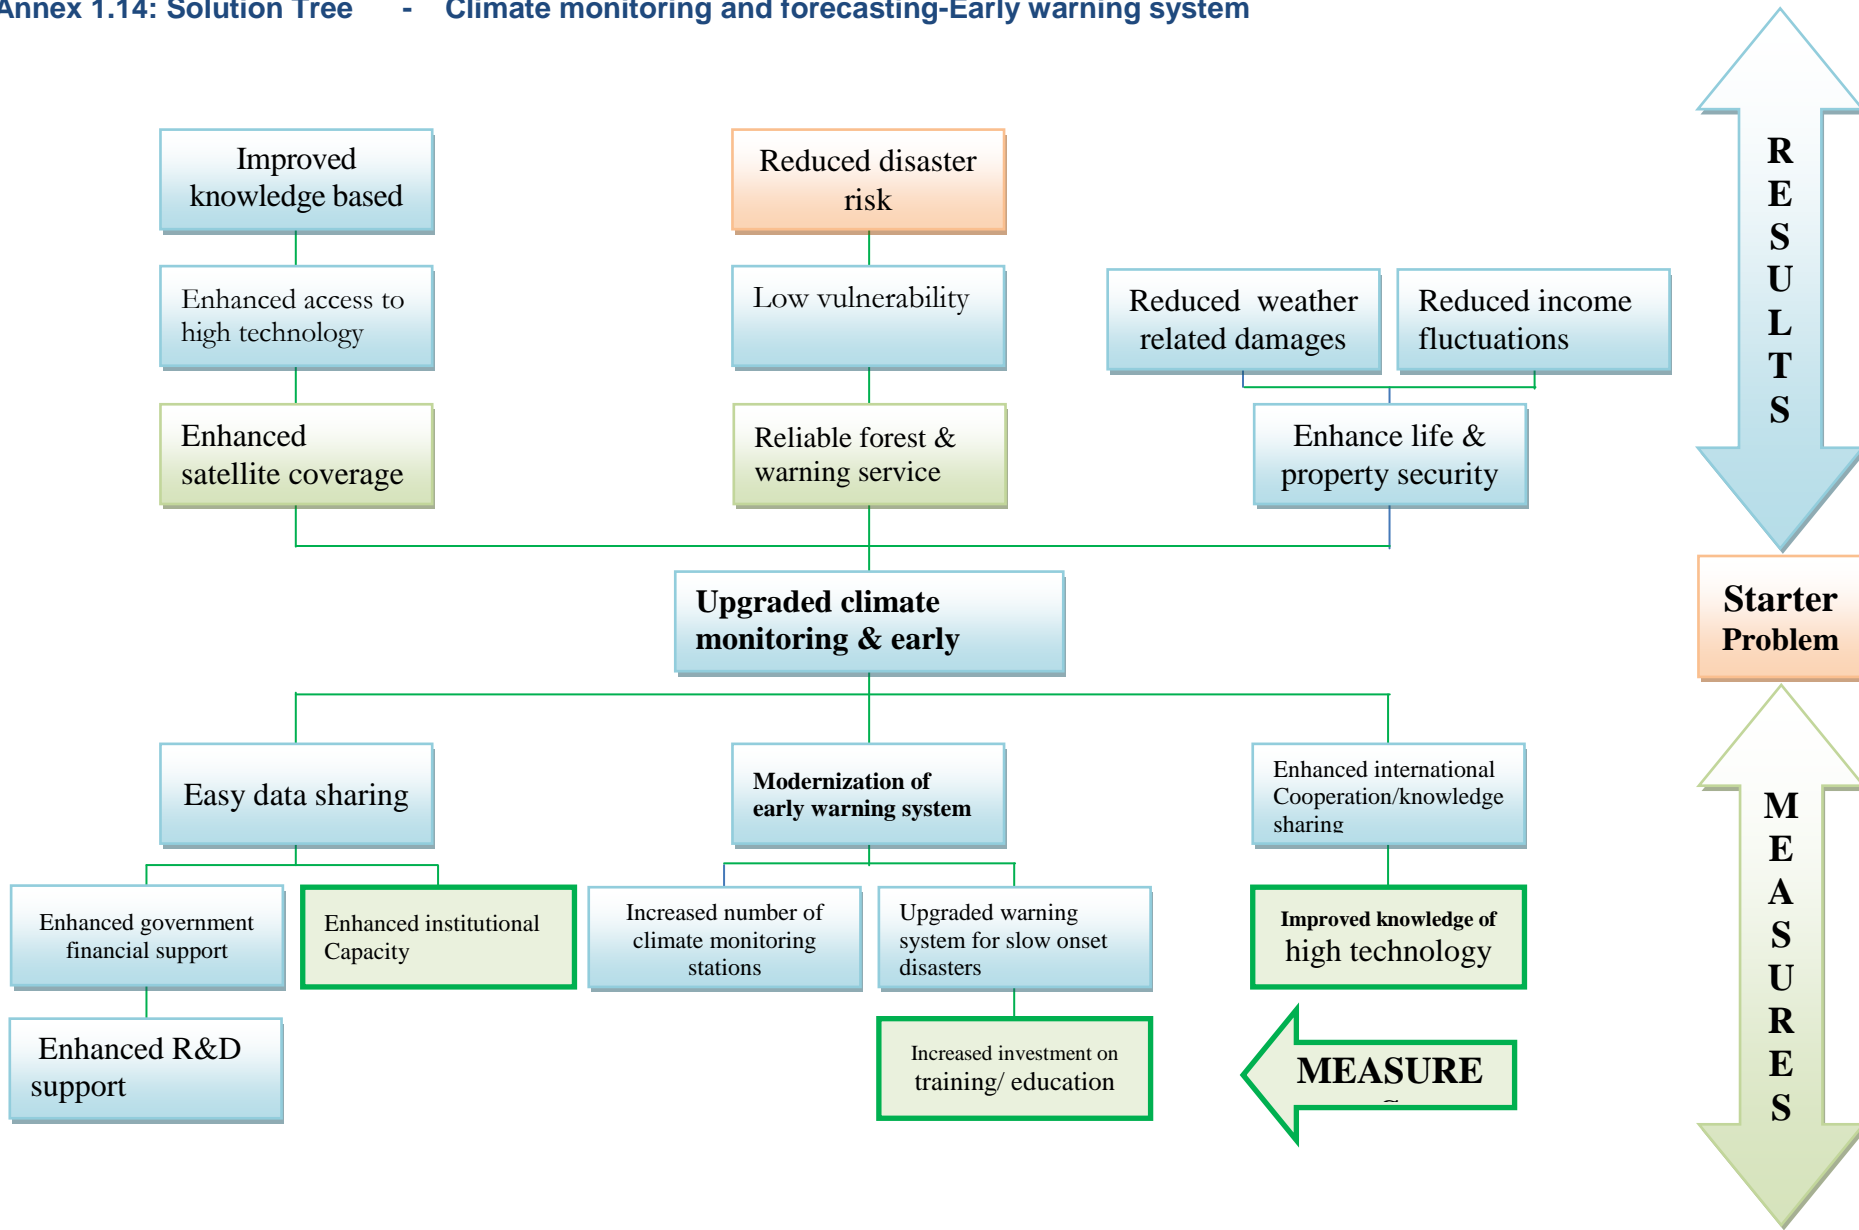 Annex 1.14: Solution Tree - Climate monitoring and forecasting-Early warning system
Improved
knowledge based
Reduced disaster
risk
Enhanced access to
high technology
Low vulnerability
Reduced weather
related damages
Reduced income
fluctuations
Enhanced
satellite coverage
Reliable forest &
warning service
Enhance life &
property security
R
E
S
U
L
T
S
Upgraded climate
monitoring & early
Starter
Problem
Easy data sharing
Modernization of
early warning system
Enhanced international
Cooperation/knowledge
sharing
Enhanced government
financial support
Enhanced institutional
Capacity
Increased number of
climate monitoring
stations
Upgraded warning
system for slow onset
disasters
Improved knowledge of
high technology
Enhanced R&D
support
Increased investment on
training/ education
MEASURE
M
E
A
S
U
R
E
S